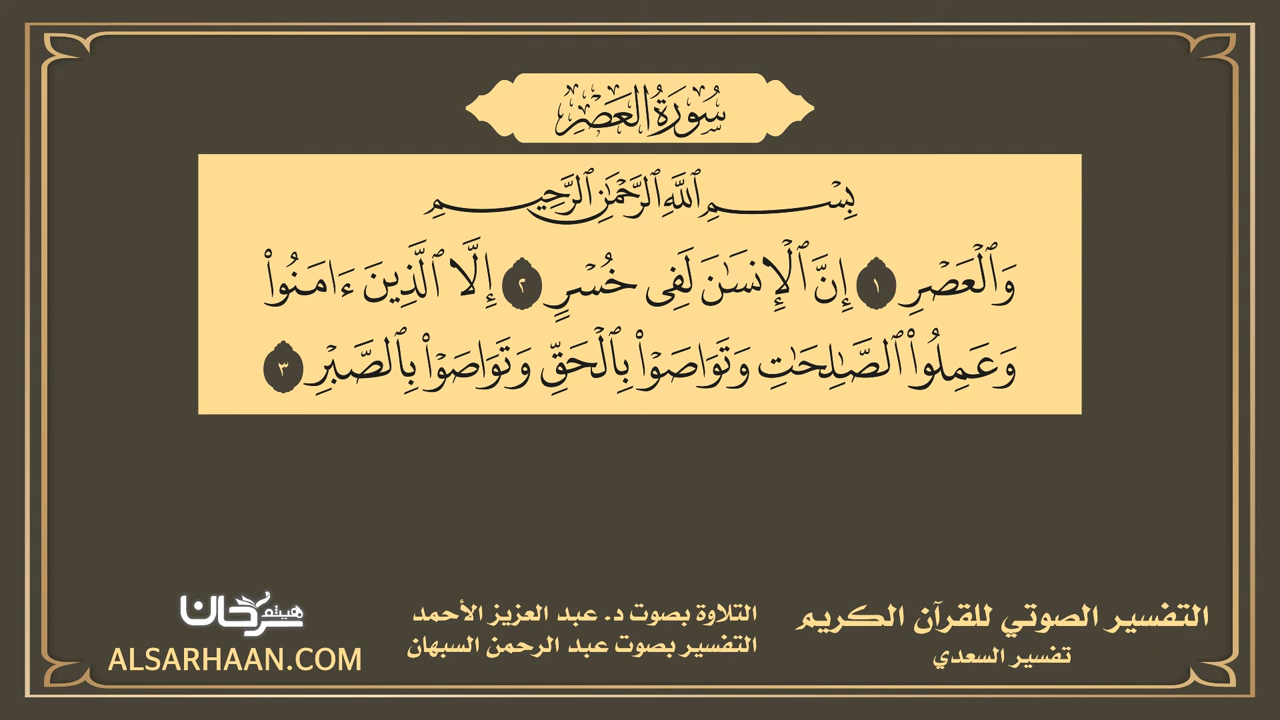 سُورَةُ العَصْرِ
بِسْمِ ٱللَّهِ ٱلرَّحْمَٰنِ ٱلرَّحِيمِ
وَٱلْعَصْرِ ١ إِنَّ ٱلْإِنسَٰنَ لَفِى خُسْرٍ ٢ إِلَّا ٱلَّذِينَ ءَامَنُوا۟
وَعَمِلُوا۟ ٱلصَّٰلِحَٰتِ وَتَوَاصَوْا۟ بِٱلْحَقِّ وَتَوَاصَوْا۟ بِٱلصَّبْرِ ٣
التفسير الصوتي للقرآن الكريم
تفسير السعدي
التلاوة بصوت د. عبد العزيز الأحمد
التفسير بصوت عبد الرحمن السبهان
هيثم سرحان
ALSARHAAN.COM